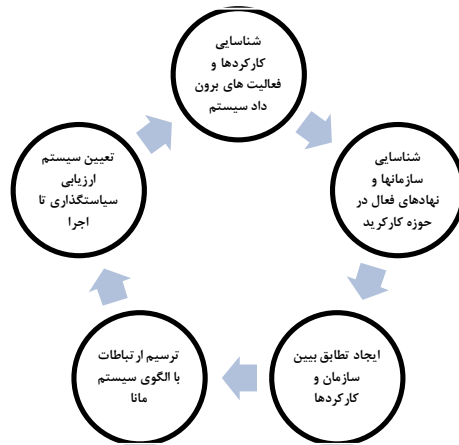 شناسایی
کارکردها و
فعالیت های برون
داد سیستم
شناسایی
سازمانها و
نهادهای فعال در
حوزه کارکرید
ایجاد تطابق بیین
سازمان و
کارکردها
ترسیم ارتباطات
با الگوی سیستم
مانا
تعیین سیستم
ارزیابی
سیاستگذاری تا
اجرا